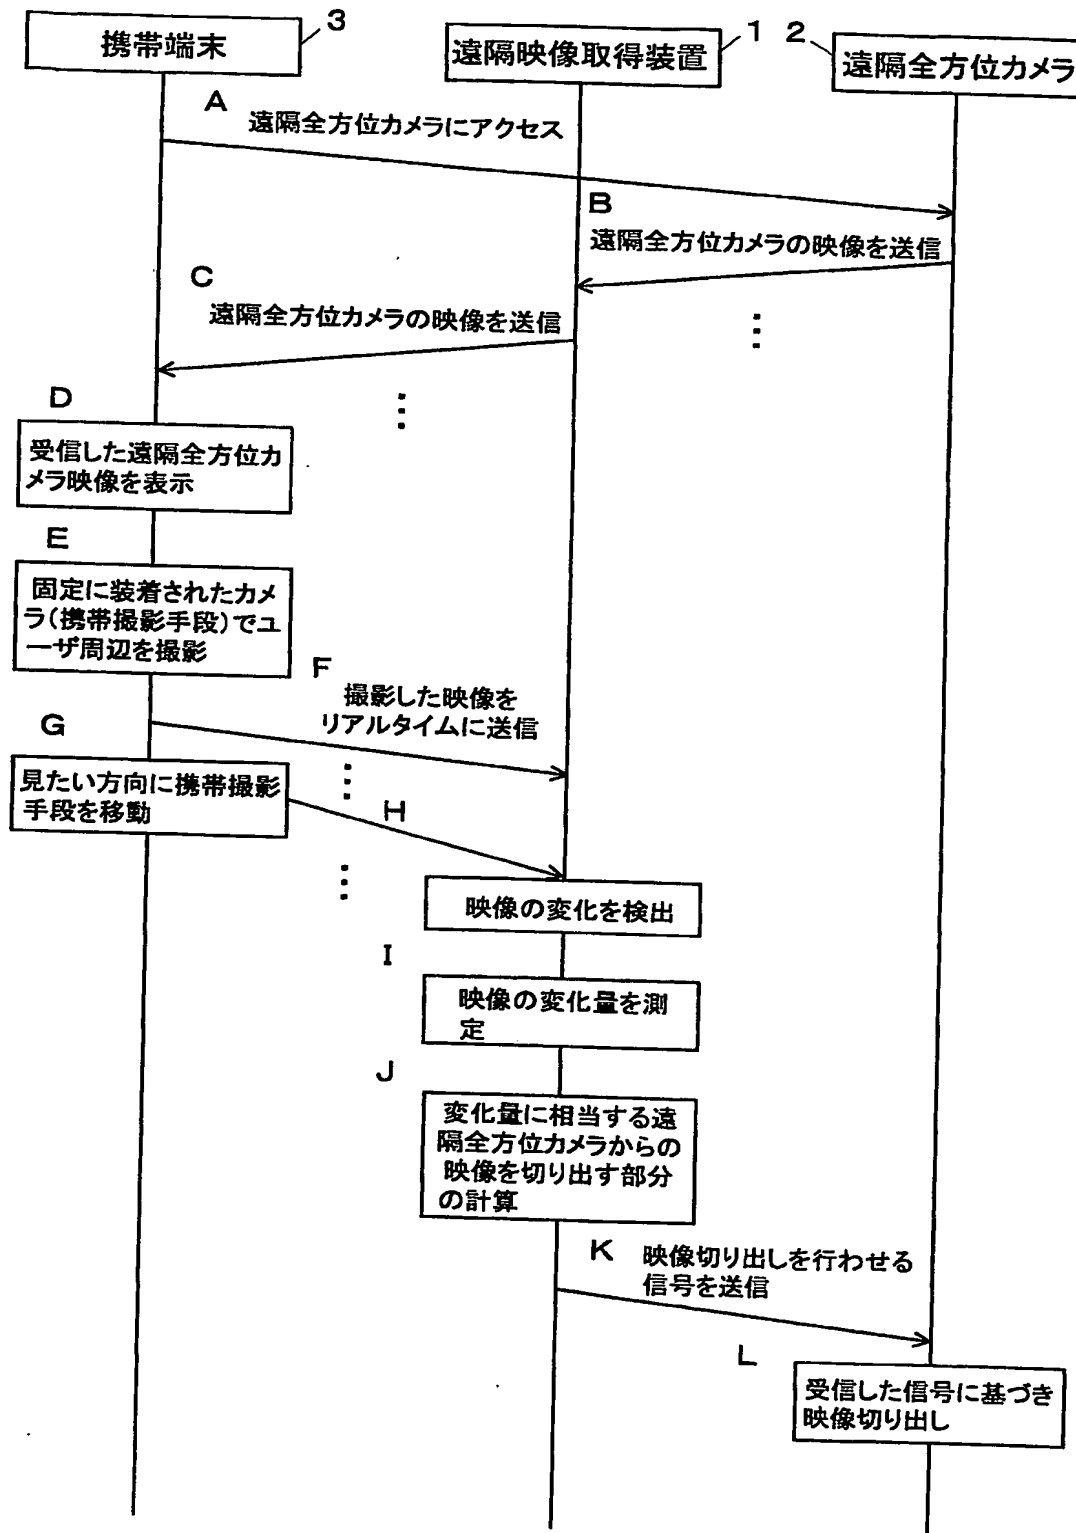 携帯端末
3
遠隔映像取得装置
1
2
遠隔全方位カメラ
A
遠隔全方位カメラにアクセス
B
遠隔全方位カメラの映像を送信
C
遠隔全方位カメラの映像を送信
D
受信した遠隔全方位カ
メラ映像を表示
E
固定に装着されたカメ
ラ(携帯撮影手段)でユ
ーザ周辺を撮影
F
撮影した映像を
リアルタイムに送信
G
見たい方向に携帯撮影
手段を移動
H
映像の変化を検出
I
映像の変化量を測
定
J
変化量に相当する遠
隔全方位カメラからの
映像を切り出す部分
の計算
K
映像切り出しを行わせる
信号を送信
L
受信した信号に基づき
映像切り出し